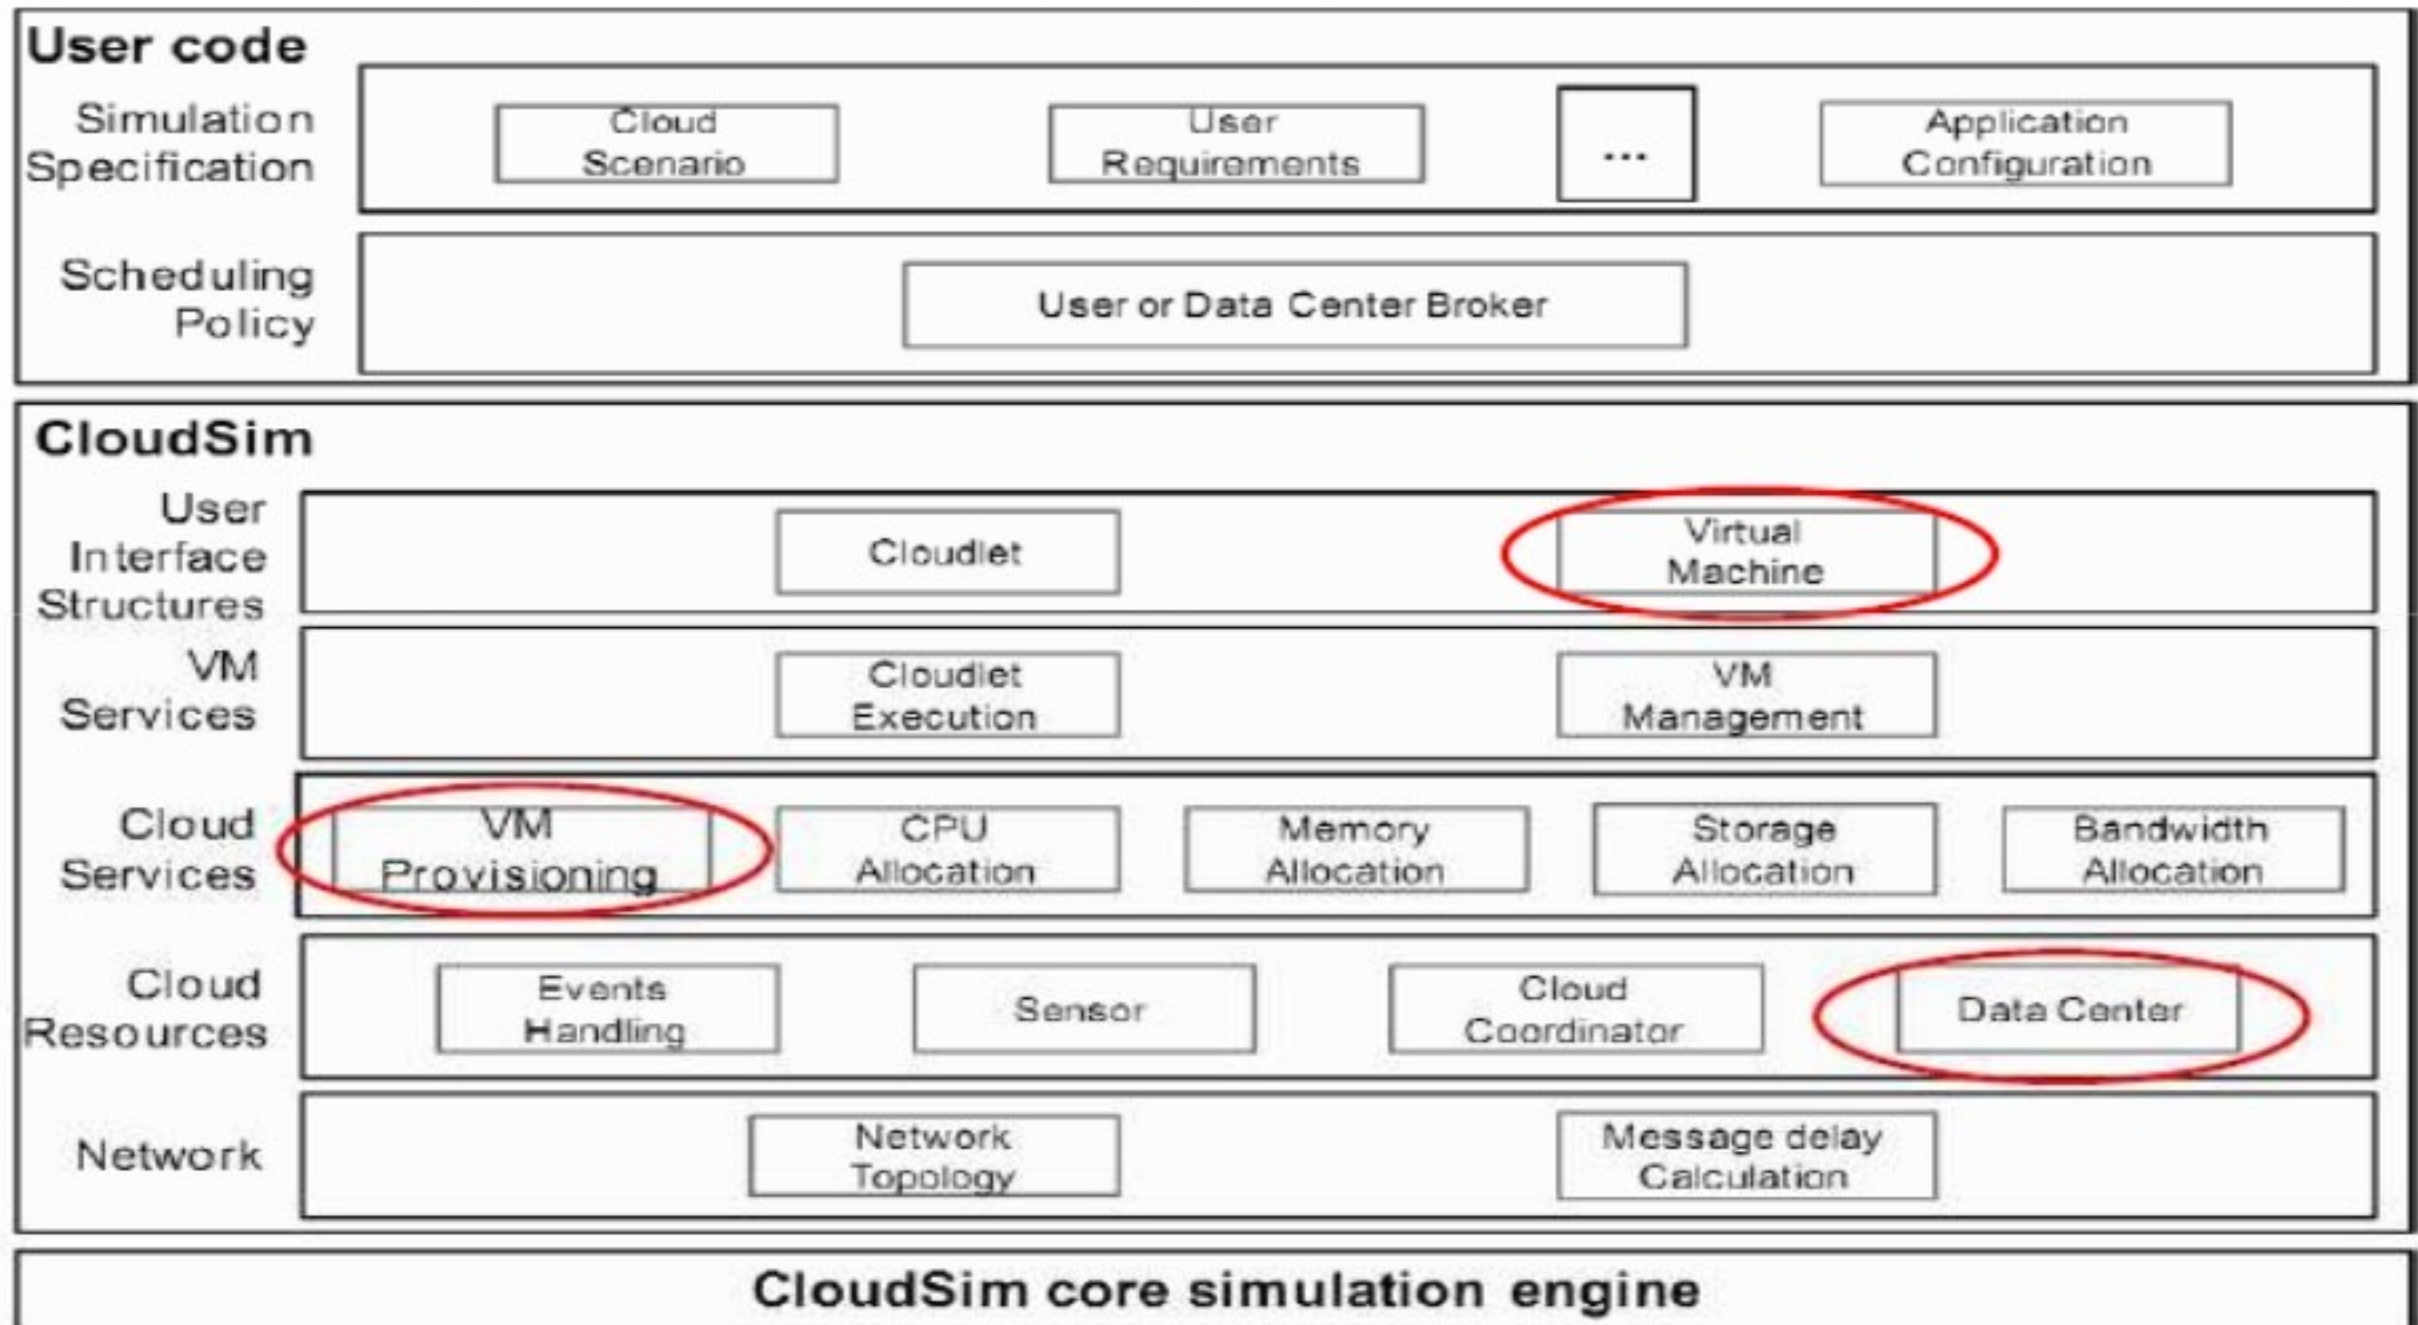 User code
Simulation
Specification
Cloud
Scenario
User
Requirements
...
Application
Configuration
Scheduling
Policy
User or Data Center Broker
CloudSim
User
Interface
Structures
Cloudlet
Virtual
Machine
VM
Services
Cloudlet
Execution
VM
Management
Cloud
Services
VM
Provisioning
CPU
Allocation
Memory
Allocation
Storage
Allocation
Bandwidth
Allocation
Cloud
Resources
Events
Handling
Sensor
Cloud
Coordinator
Data Center
Network
Network
Topology
Message delay
Calculation
CloudSim core simulation engine